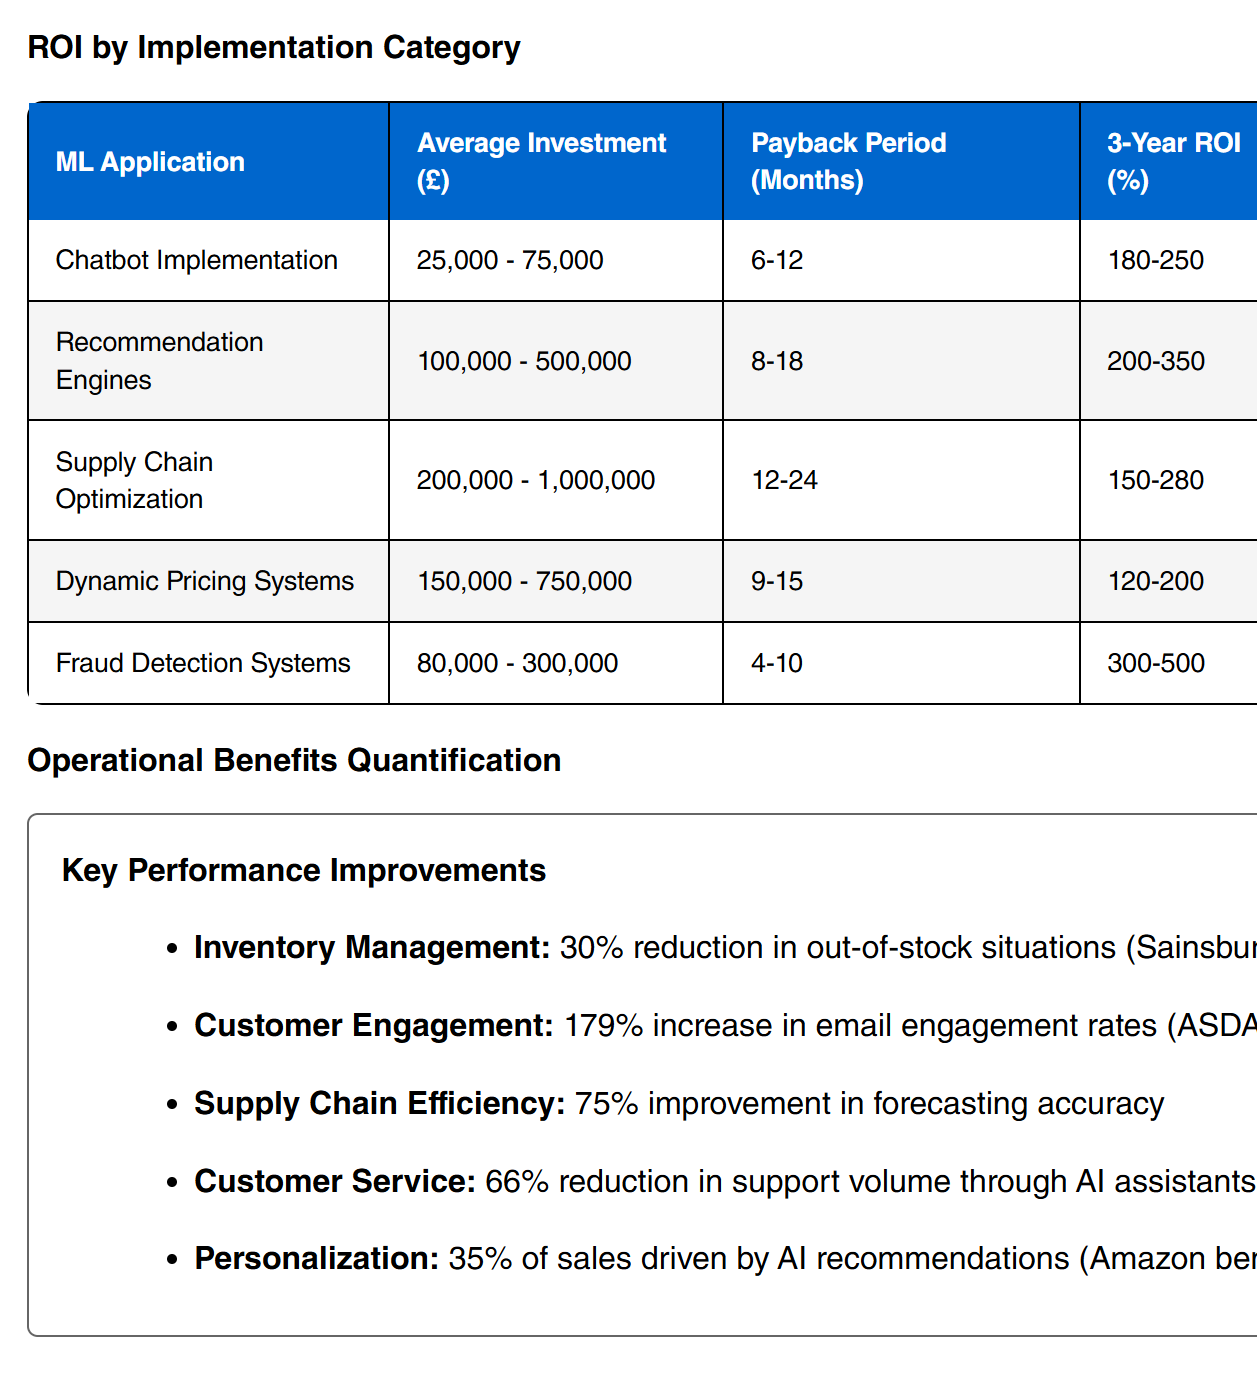 ROI by Implementation Category
ML Application
Average Investment
(£)
Payback Period
(Months)
3-Year ROI
(%)
Chatbot Implementation
25,000 - 75,000
6-12
180-250
Recommendation
Engines
100,000 - 500,000
8-18
200-350
Supply Chain
Optimization
200,000 - 1,000,000
12-24
150-280
Dynamic Pricing Systems
150,000 - 750,000
9-15
120-200
Fraud Detection Systems
80,000 - 300,000
4-10
300-500
Operational Benefits Quantification
Key Performance Improvements
• Inventory Management: 30% reduction in out-of-stock situations
• Customer Engagement: 179% increase in email engagement rates (ASDA
• Supply Chain Efficiency: 75% improvement in forecasting accuracy
• Customer Service: 66% reduction in support volume through AI assistants
• Personalization: 35% of sales driven by AI recommendations (Amazon